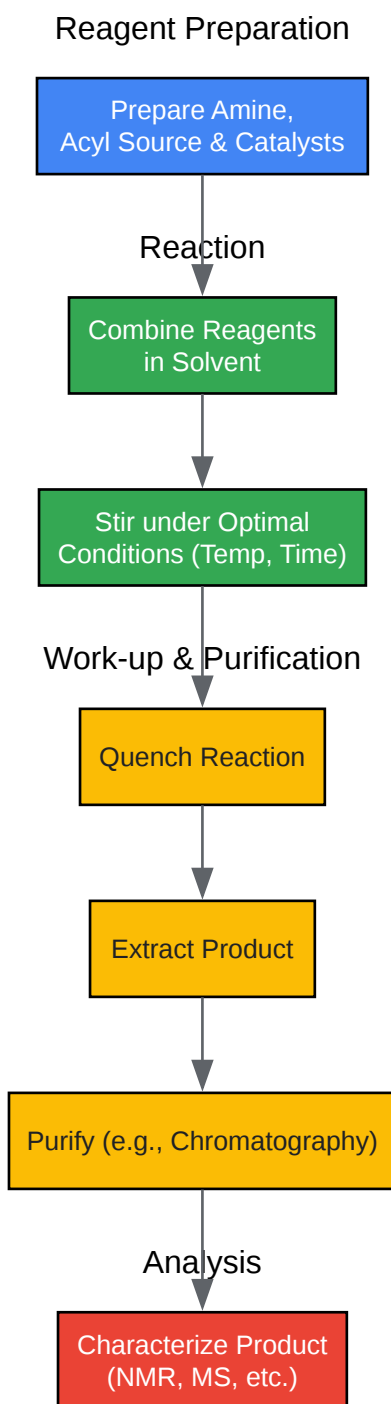 Reagent Preparation
Prepare Amine,
Acyl Source & Catalysts
Reaction
Combine Reagents
in Solvent
Stir under Optimal
Conditions (Temp, Time)
Work-up & Purification
Quench Reaction
Extract Product
Purify (e.g., Chromatography)
Analysis
Characterize Product
(NMR, MS, etc.)